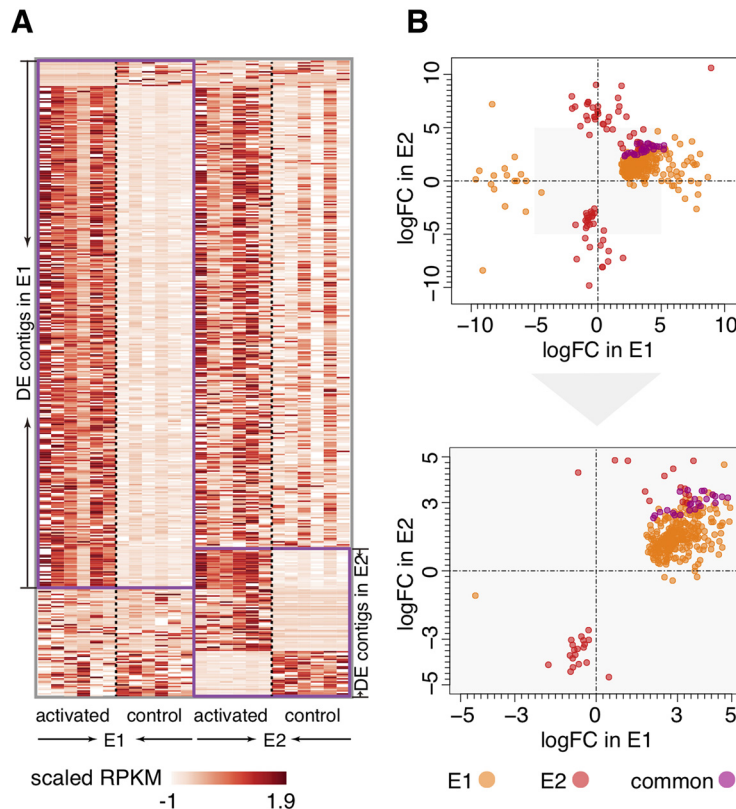 A
DE contigs in E1
DE contigs in E2
activated control activated control
E1 E2
scaled RPKM
-1 1.9
B
10
5
0
−5
−10
logFC in E2
−10 −5 0 5 10
logFC in E1
5
3
0
−3
−5
logFC in E2
−5 −3 0 3 5
logFC in E1
E1 E2 common